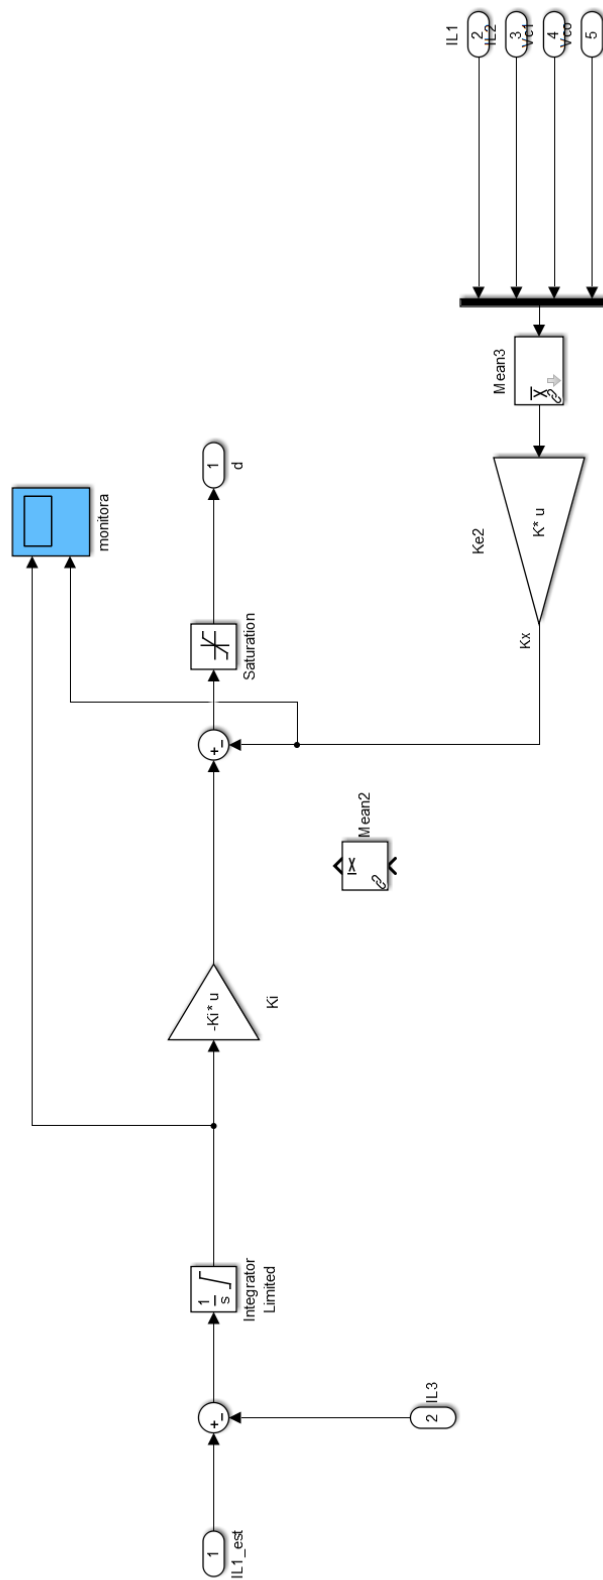 1
IL1_est
+
−
2
IL3
1
s
Integrator
Limited
-Ki* u
Ki
+
−
Saturation
1
d
monitora
x
Mean2
Kx
K* u
Ke2
x
Mean3
2
IL1
3
IL2
4
Vc1
5
Vco